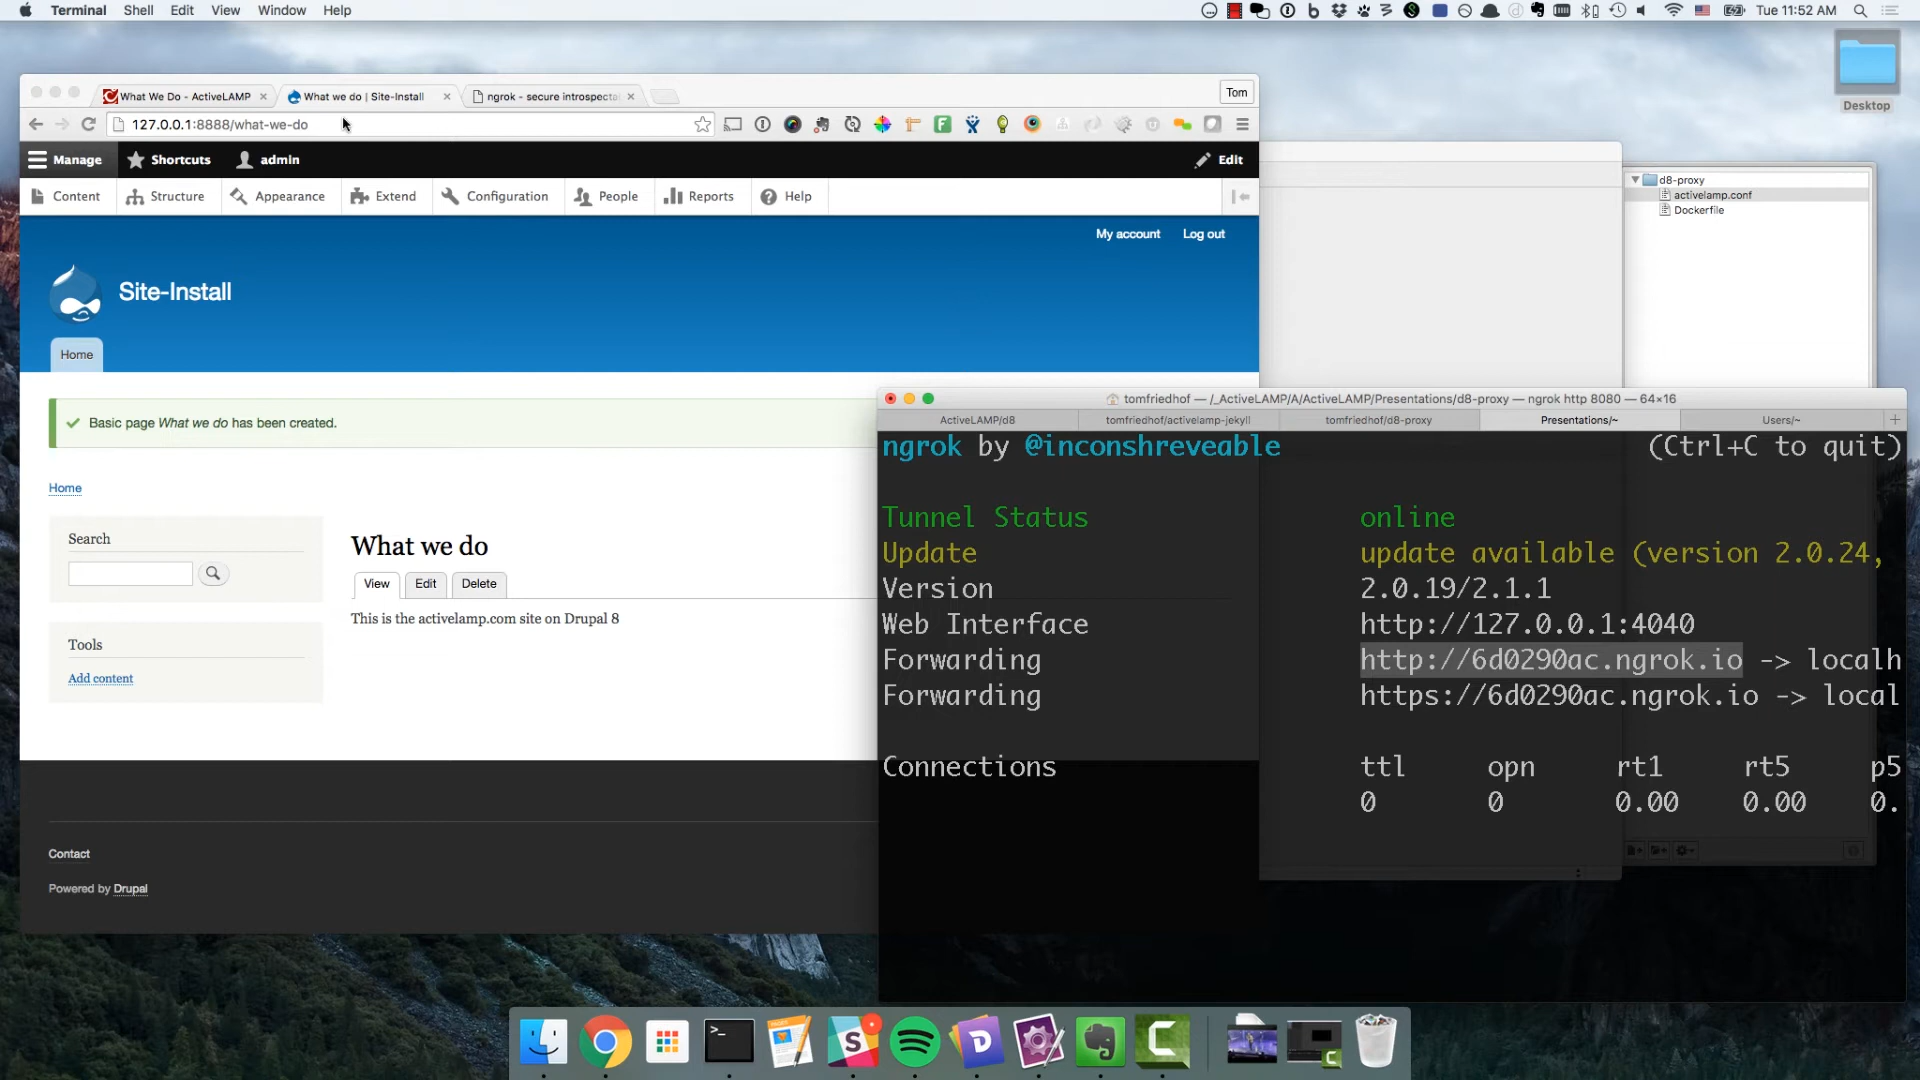 Terminal Shell Edit View Window Help
Tue 11:52 AM
Desktop
What We Do - ActiveLAMP
What we do | Site-Install
ngrok - secure introspecta
Tom
127.0.0.1:8888/what-we-do
Manage Shortcuts admin
Edit
Content Structure Appearance Extend Configuration People Reports Help
My account Log out
Site-Install
Home
Basic page What we do has been created.
Home
Search
What we do
View Edit Delete
This is the activelamp.com site on Drupal 8
Tools
Add content
Contact
Powered by Drupal
d8-proxy
activelamp.conf
Dockerfile
tomfriedhof — /_ActiveLAMP/A/ActiveLAMP/Presentations/d8-proxy — ngrok http 8080 — 64×16
ActiveLAMP/d8 tomfriedhof/activelamp-jekyll tomfriedhof/d8-proxy Presentations/~ Users/~
ngrok by @inconshreveable (Ctrl+C to quit)
Tunnel Status online
Update update available (version 2.0.24,
Version 2.0.19/2.1.1
Web Interface http://127.0.0.1:4040
Forwarding http://6d0290ac.ngrok.io -> localh
Forwarding https://6d0290ac.ngrok.io -> local
Connections ttl opn rt1 rt5 p5
0 0 0.00 0.00 0.